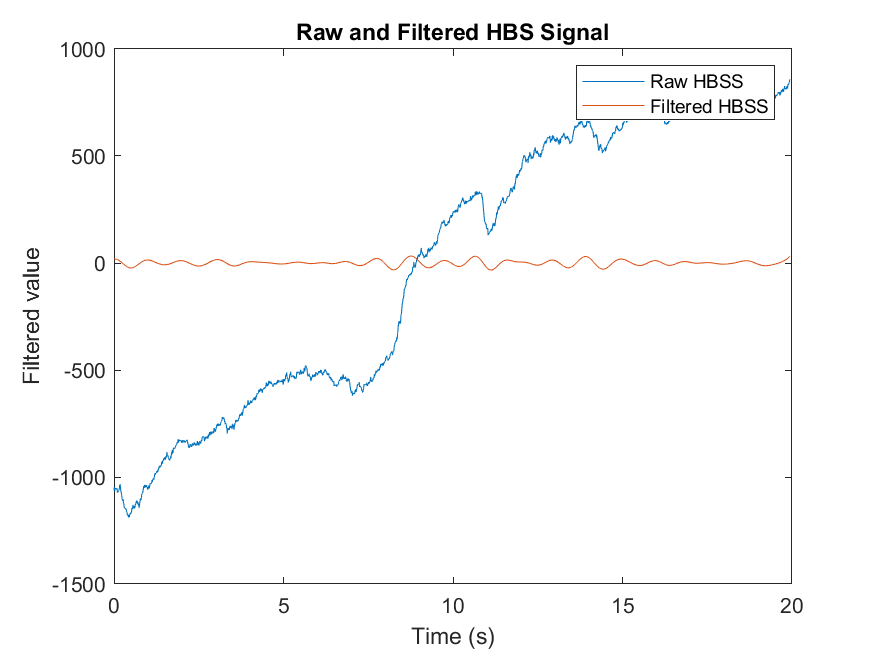 Raw and Filtered HBS Signal
Raw HBSS
Filtered HBSS
Filtered value
1000
500
0
-500
-1000
-1500
0
5
10
15
20
Time (s)